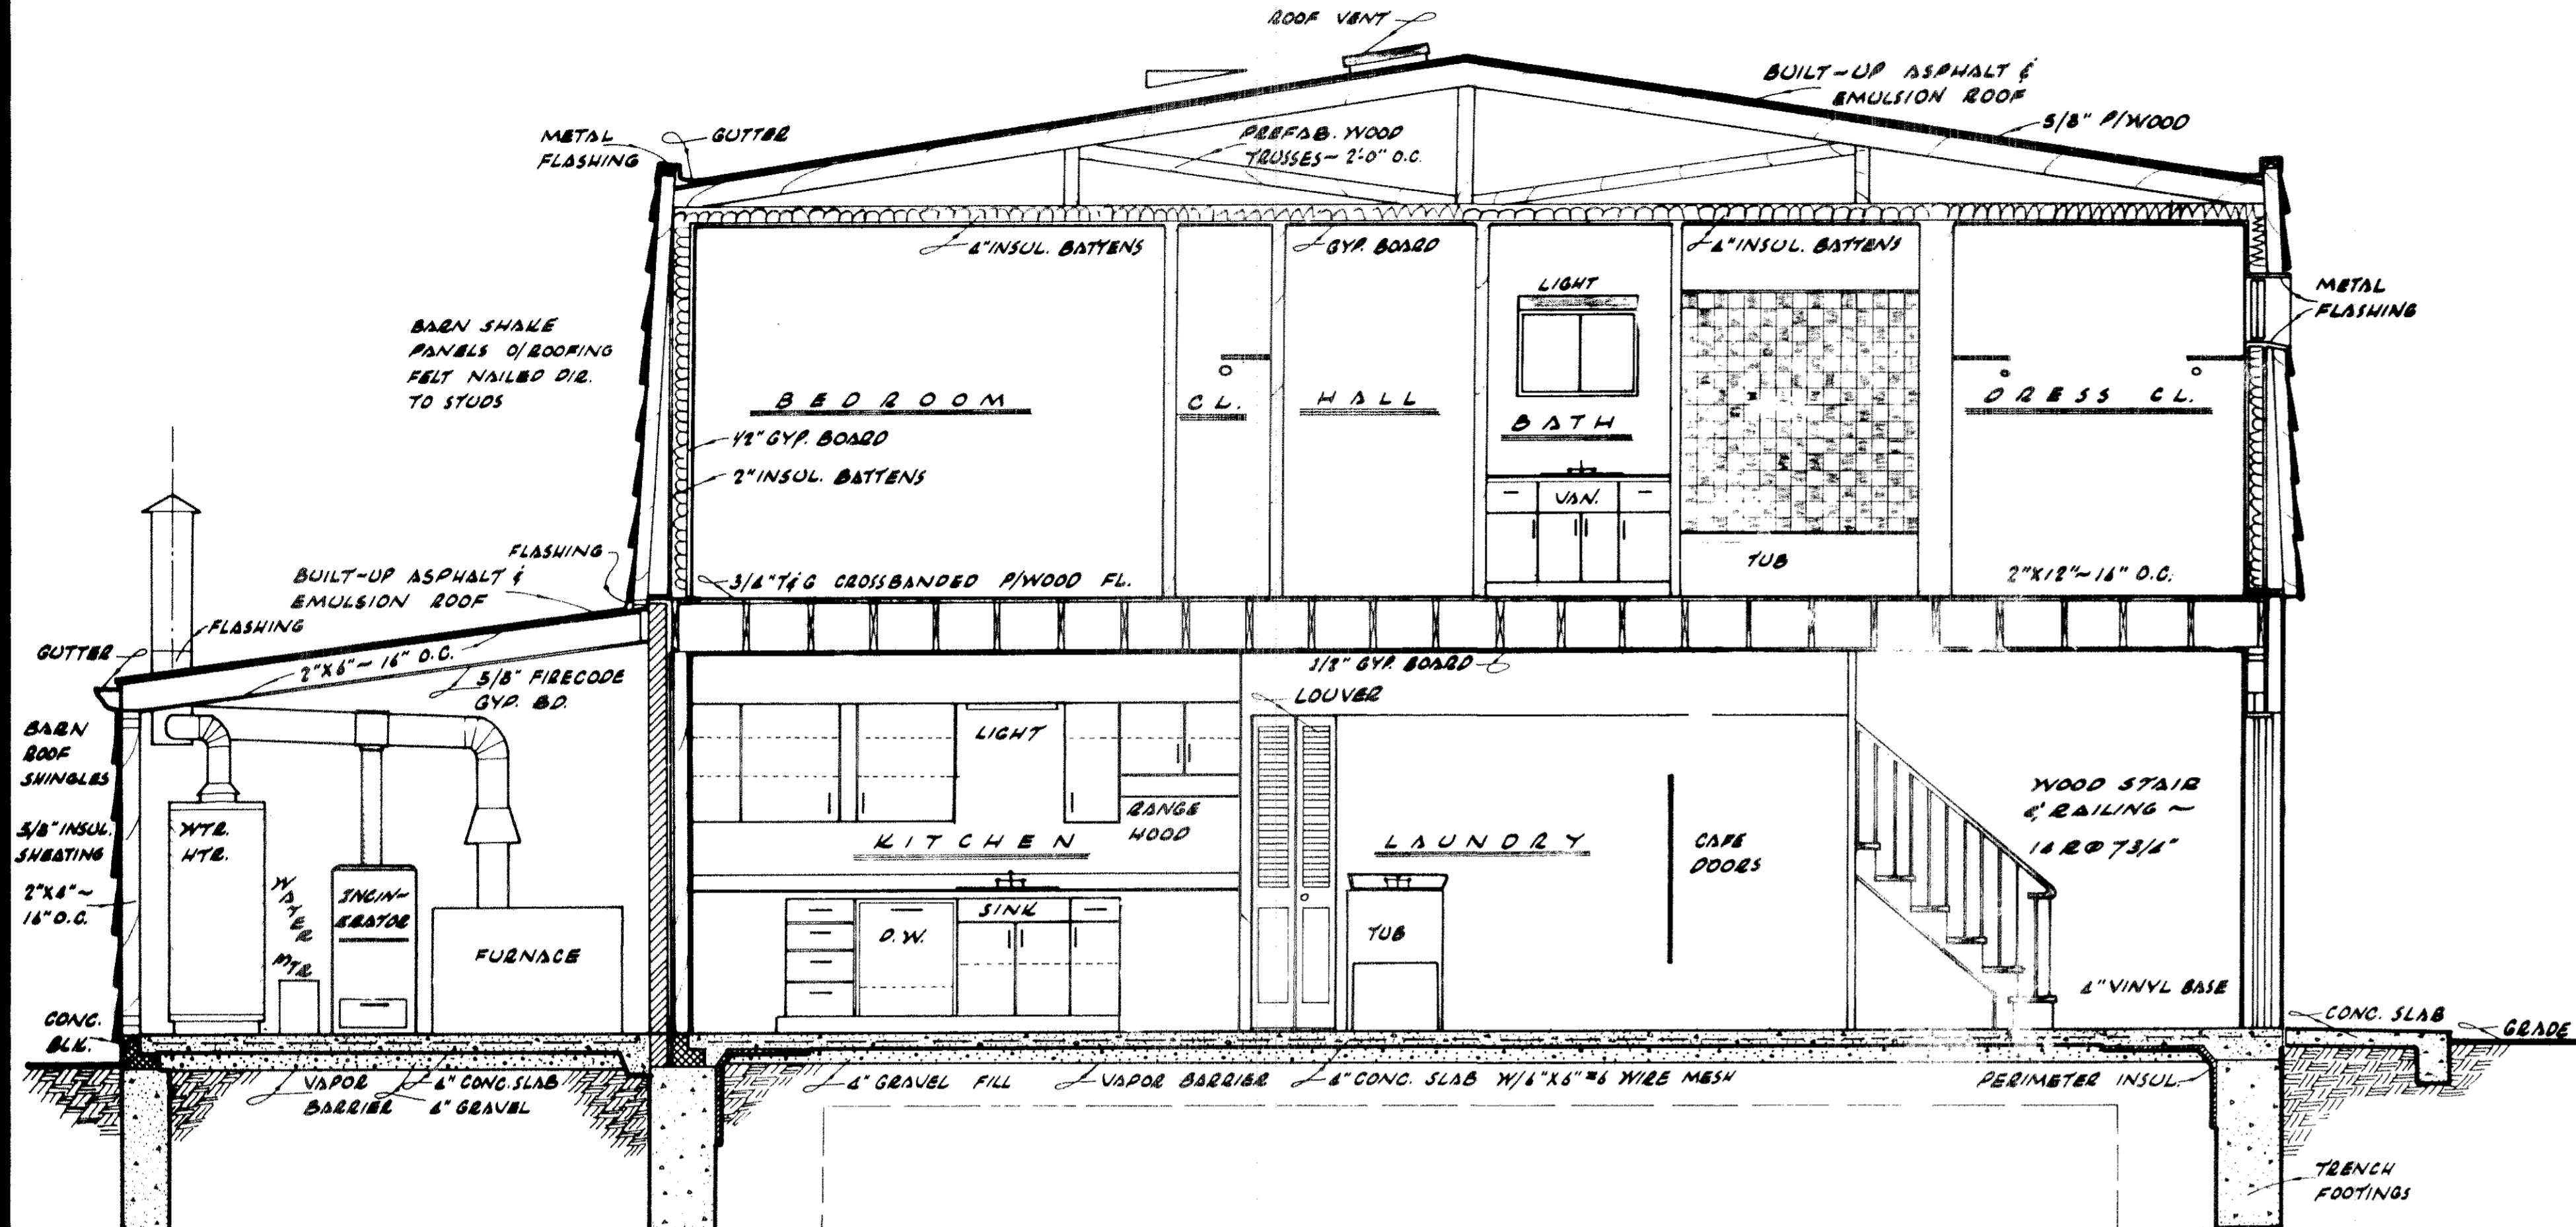 ROOF VENT
BUILT-UP ASPHALT &
EMULSION ROOF
5/8" P/WOOD
METAL
FLASHING
GUTTER
PREFAB. WOOD
TRUSSES~ 2'-0" O.C.
4" INSUL. BATTENS
GYP. BOARD
4" INSUL. BATTENS
LIGHT
METAL
FLASHING
BARN SHAKE
PANELS O/ROOFING
FELT NAILED DIR.
TO STUDS
BEDROOM
CL.
HALL
BATH
DRESS CL.
1/2" GYP. BOARD
2" INSUL. BATTENS
VAN.
TUB
FLASHING
3/4" T&G CROSSBANDED P/WOOD FL.
2"X12"~16" O.C.
BUILT-UP ASPHALT &
EMULSION ROOF
FLASHING
GUTTER
2"X6"~ 16" O.C.
5/8" FIRECODE
GYP. BD.
1/2" GYP. BOARD
LOUVER
LIGHT
BARN
ROOF
SHINGLES
5/8" INSUL.
SHEATING
2"X4"~
16" O.C.
WTR.
HTR.
WATER
MTR
INCIN-
ERATOR
FURNACE
RANGE
HOOD
KITCHEN
LAUNDRY
CAFE
DOORS
WOOD STAIR
& RAILING ~
14 R @ 7 3/4"
SINK
D.W.
TUB
4" VINYL BASE
CONC.
BLK.
CONC. SLAB
GRADE
VAPOR
BARRIER
4" CONC. SLAB
4" GRAVEL
4" GRAVEL FILL
VAPOR BARRIER
4" CONC. SLAB W/6"X6" #6 WIRE MESH
PERIMETER INSUL.
TRENCH
FOOTINGS